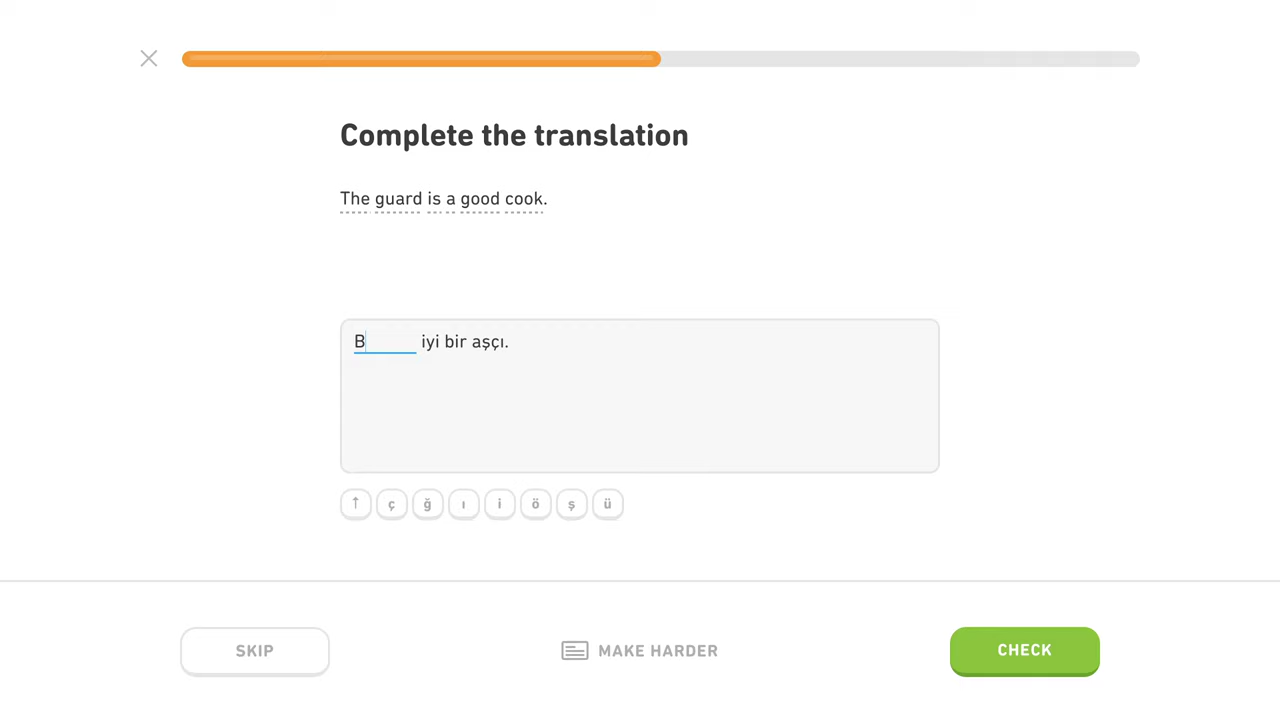 Complete the translation
The guard is a good cook.
B iyi bir aşçı.
↑ ç ğ ı i ö ş ü
SKIP
MAKE HARDER
CHECK